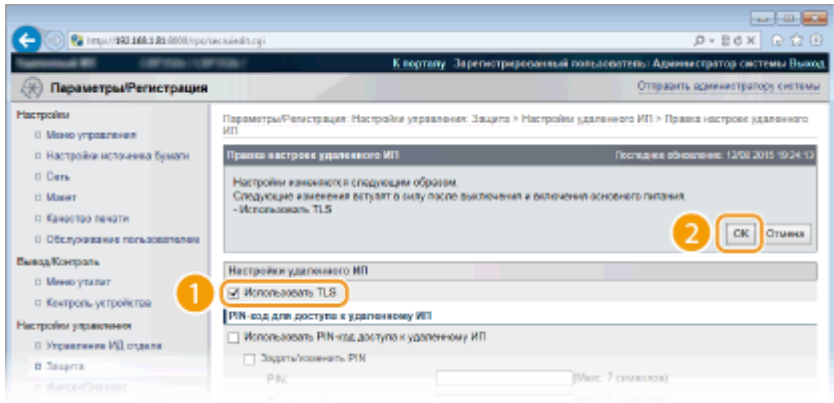 К порталу Зарегистрированный пользователь: Администратор системы Выход
Параметры/Регистрация
Отправить администратору системы
Настройки
Меню управления
Настройки источника бумаги
Сеть
Макет
Качество печати
Обслуживание пользователем
Вывод/Контроль
Меню утилит
Контроль устройства
Настройки управления
Управление ИД отдела
Защита
Импорт/Экспорт
Параметры/Регистрация: Настройки управления: Защита > Настройки удаленного ИП > Правка настроек удаленного
ИП
Правка настроек удаленного ИП
Последнее обновление: 12/08 2015 19:24:13
Настройки изменяются следующим образом.
Следующие изменения вступят в силу после выключения и включения основного питания.
- Использовать TLS
2
OK
Отмена
Настройки удаленного ИП
1
Использовать TLS
PIN-код для доступа к удаленному ИП
Использовать PIN-код доступа к удаленному ИП
Задать/изменить PIN
PIN:
(Макс. 7 символов)